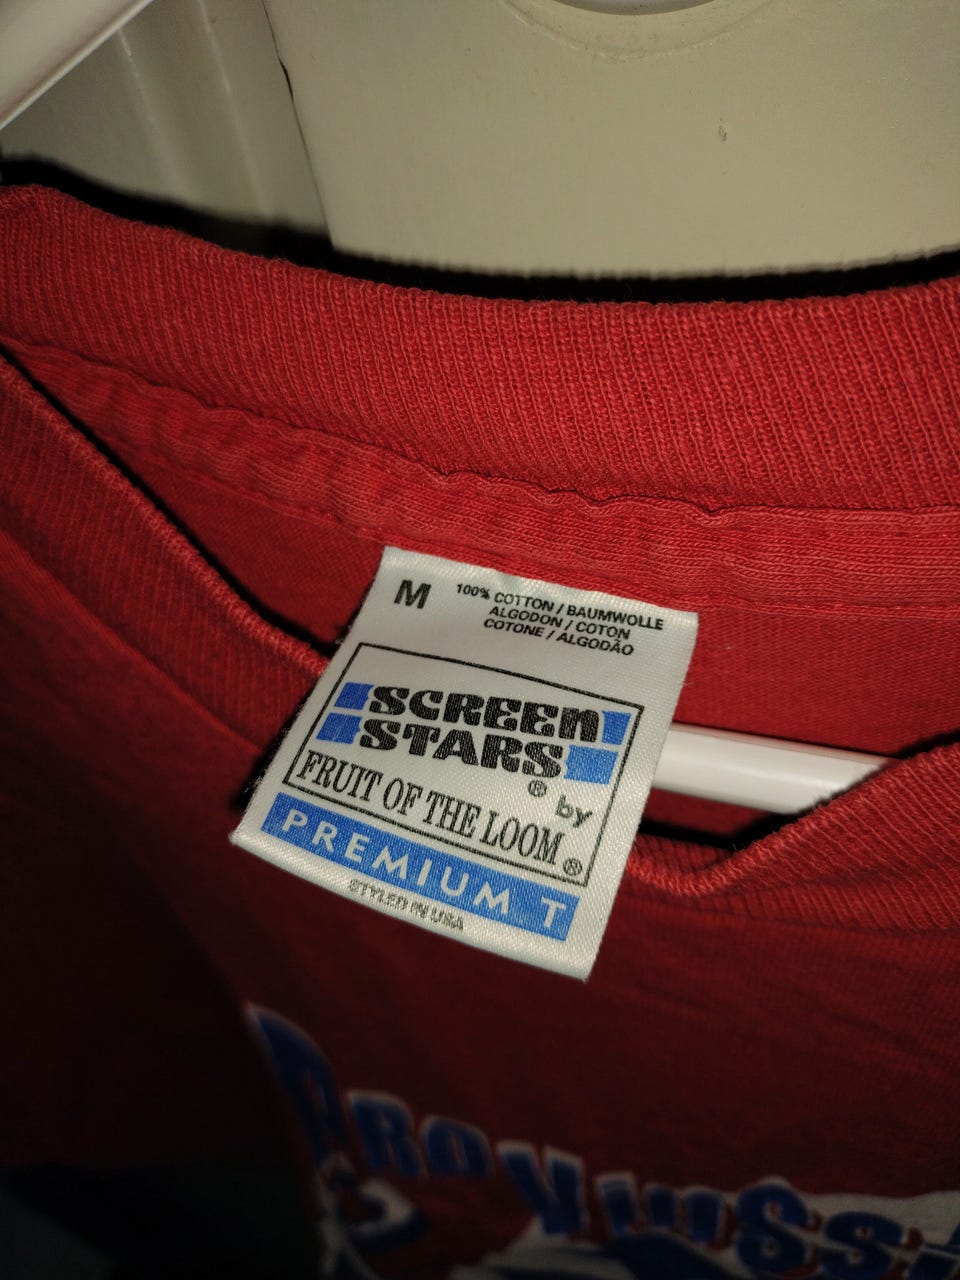 M
100% COTTON / BAUMWOLLE
ALGODON / COTON
COTONE / ALGODÃO
SCREEN
STARS®
by
FRUIT OF THE LOOM®
PREMIUM T
STYLED IN USA